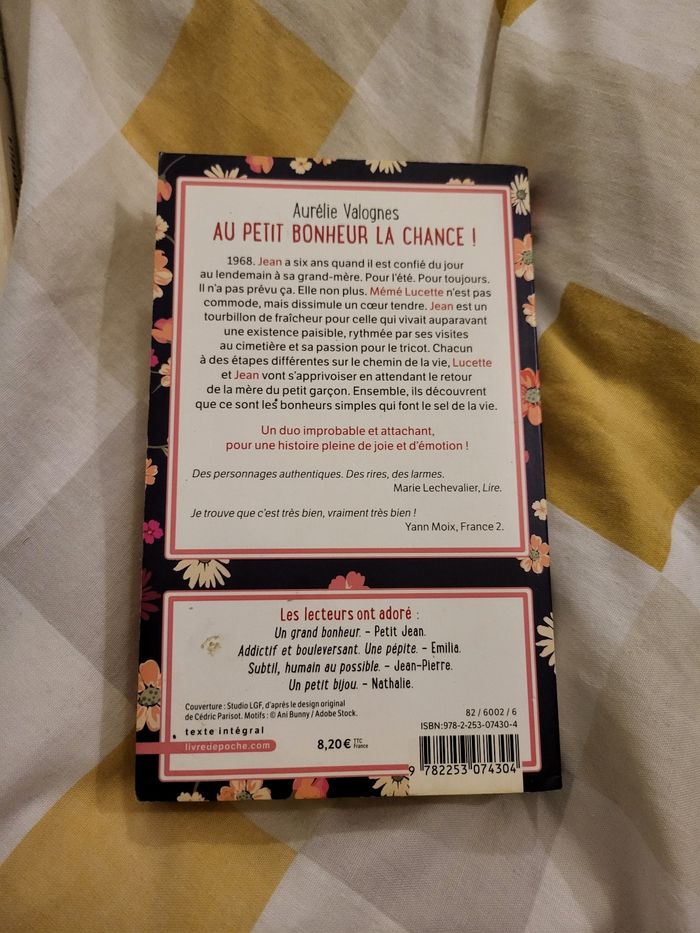 Aurélie Valognes
AU PETIT BONHEUR LA CHANCE !
1968. Jean a six ans quand il est confié du jour
au lendemain à sa grand-mère. Pour l'été. Pour toujours.
Il n'a pas prévu ça. Elle non plus. Mémé Lucette n'est pas
commode, mais dissimule un cœur tendre. Jean est un
tourbillon de fraîcheur pour celle qui vivait auparavant
une existence paisible, rythmée par ses visites
au cimetière et sa passion pour le tricot. Chacun
à des étapes différentes sur le chemin de la vie, Lucette
et Jean vont s'apprivoiser en attendant le retour
de la mère du petit garçon. Ensemble, ils découvrent
que ce sont les bonheurs simples qui font le sel de la vie.
Un duo improbable et attachant,
pour une histoire pleine de joie et d'émotion !
Des personnages authentiques. Des rires, des larmes.
Marie Lechevalier, Lire.
Je trouve que c'est très bien, vraiment très bien !
Yann Moix, France 2.
Les lecteurs ont adoré :
Un grand bonheur. – Petit Jean.
Addictif et bouleversant. Une pépite. – Emilia.
Subtil, humain au possible. – Jean-Pierre.
Un petit bijou. – Nathalie.
Couverture : Studio LGF, d'après le design original
de Cédric Parisot. Motifs : © Ani Bunny / Adobe Stock.
texte intégral
livredepoche.com
8,20 € TTC France
82 / 6002 / 6
ISBN: 978-2-253-07430-4
9 782253 074304